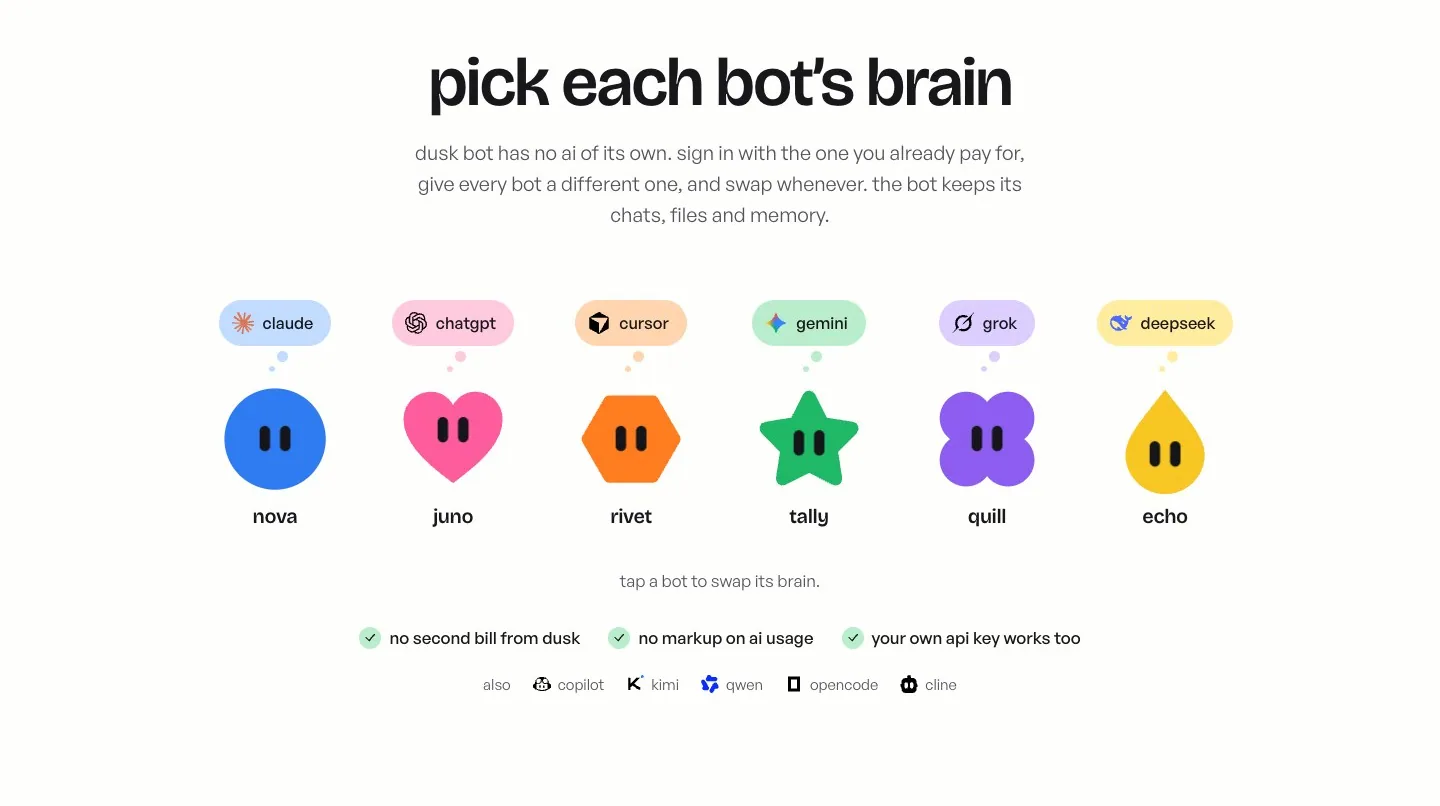 pick each bot's brain
dusk bot has no ai of its own. sign in with the one you already pay for,
give every bot a different one, and swap whenever. the bot keeps its
chats, files and memory.
claude
chatgpt
cursor
gemini
grok
deepseek
nova
juno
rivet
tally
quill
echo
tap a bot to swap its brain.
no second bill from dusk
no markup on ai usage
your own api key works too
also copilot kimi qwen opencode cline